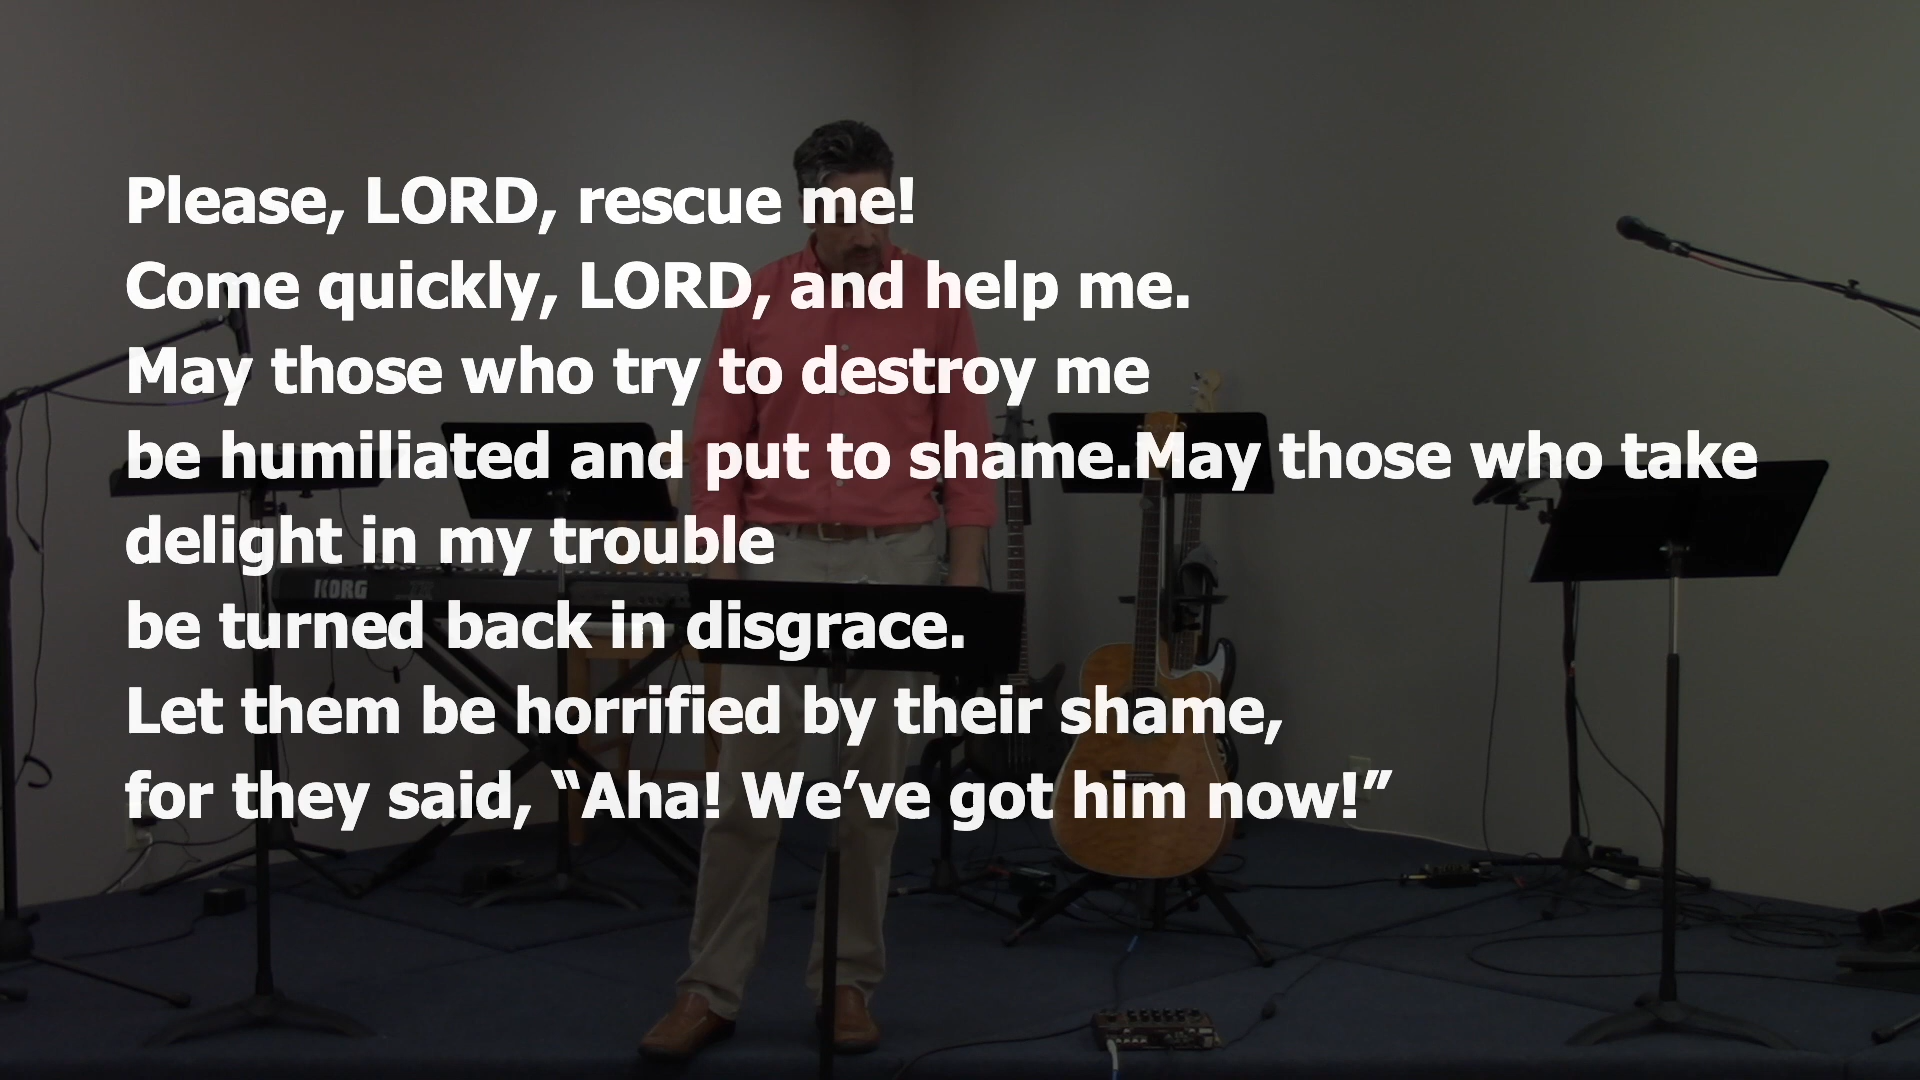 Please, LORD, rescue me!
Come quickly, LORD, and help me.
May those who try to destroy me
be humiliated and put to shame.May those who take
delight in my trouble
be turned back in disgrace.
Let them be horrified by their shame,
for they said, “Aha! We’ve got him now!”
KORG